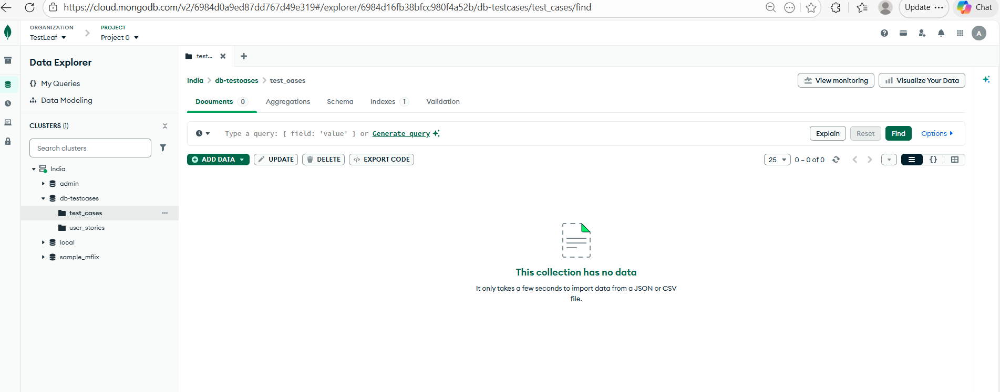 https://cloud.mongodb.com/v2/6984d0a9ed87dd767d49e319#/explorer/6984d16fb38bfcc980f4a52b/db-testcases/test_cases/find
Update
Chat
ORGANIZATION
TestLeaf
PROJECT
Project 0
A
Data Explorer
My Queries
Data Modeling
CLUSTERS (1)
Search clusters
India
admin
db-testcases
test_cases
user_stories
local
sample_mflix
test...
India > db-testcases > test_cases
View monitoring
Visualize Your Data
Documents 0 Aggregations Schema Indexes 1 Validation
Type a query: { field: 'value' } or Generate query
Explain
Reset
Find
Options
ADD DATA UPDATE DELETE EXPORT CODE
25 0 – 0 of 0
This collection has no data
It only takes a few seconds to import data from a JSON or CSV
file.